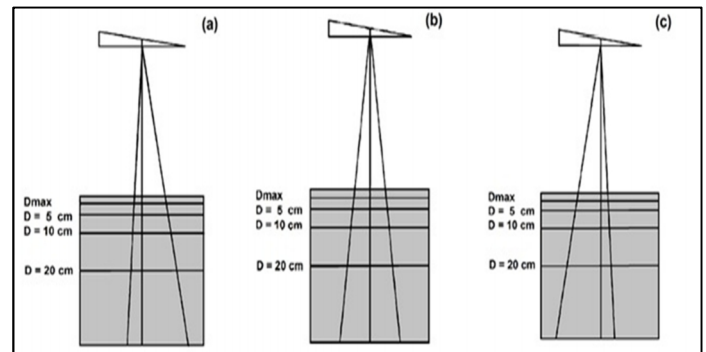 (a)
Dmax
D = 5 cm
D = 10 cm
D = 20 cm
(b)
Dmax
D = 5 cm
D = 10 cm
D = 20 cm
(c)
Dmax
D = 5 cm
D = 10 cm
D = 20 cm